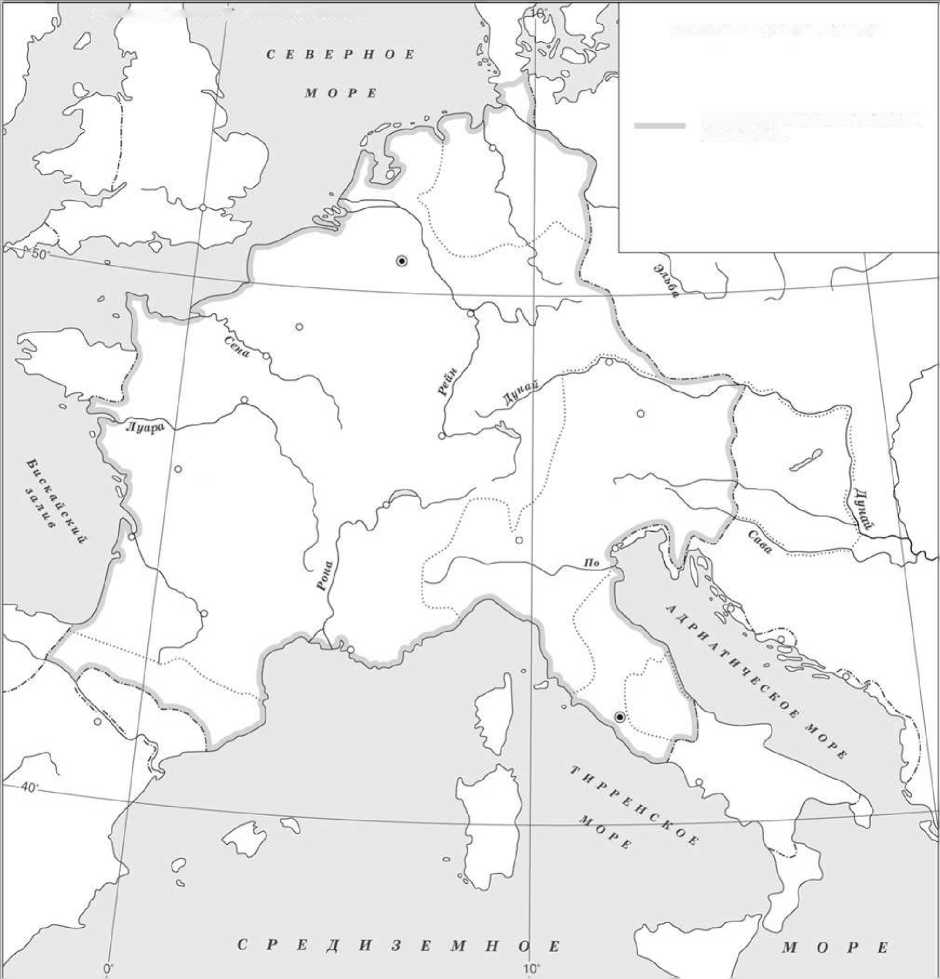 10°
СЕВЕРНОЕ
МОРЕ
50°
Эльба
Сена
Рейн
Дунай
Луара
Бискайский
залив
Дунай
Сава
По
Рона
АДРИАТИЧЕСКОЕ МОРЕ
40°
ТИРРЕНСКОЕ
МОРЕ
СРЕДИЗЕМНОЕ МОРЕ
0°
10°